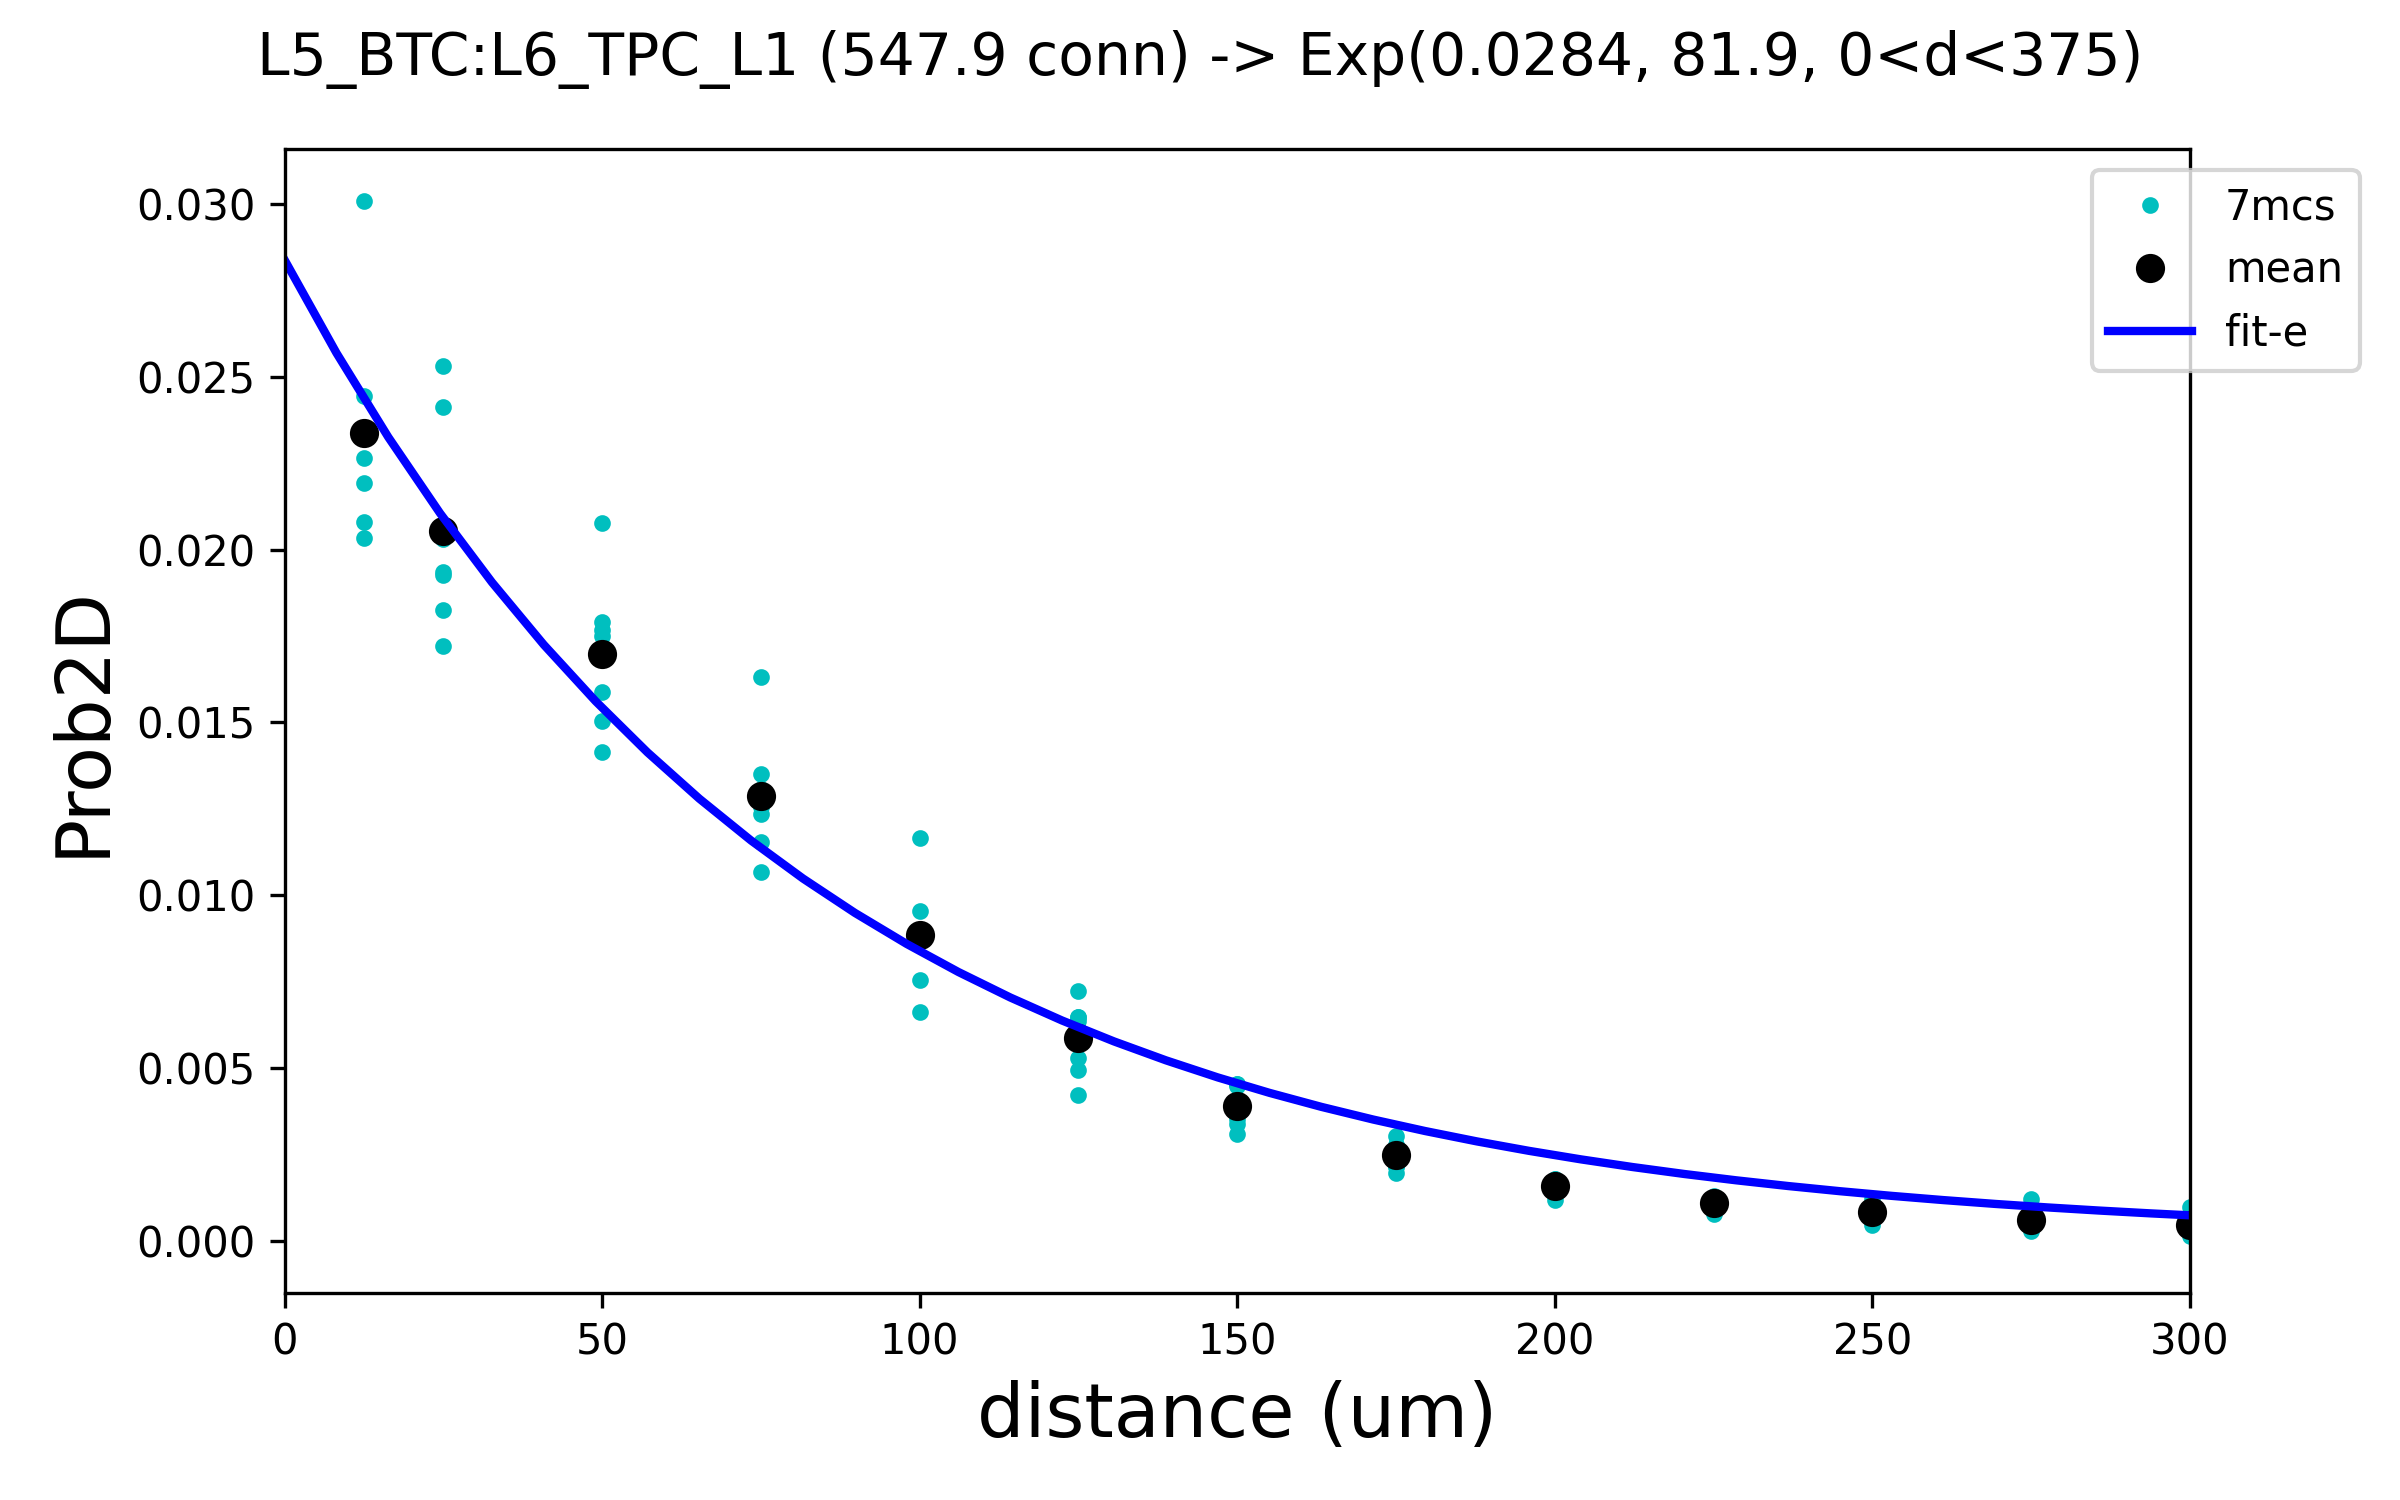 L5_BTC:L6_TPC_L1 (547.9 conn) -> Exp(0.0284, 81.9, 0<d<375)
7mcs
mean
fit-e
Prob2D
0.030
0.025
0.020
0.015
0.010
0.005
0.000
0 50 100 150 200 250 300
distance (um)